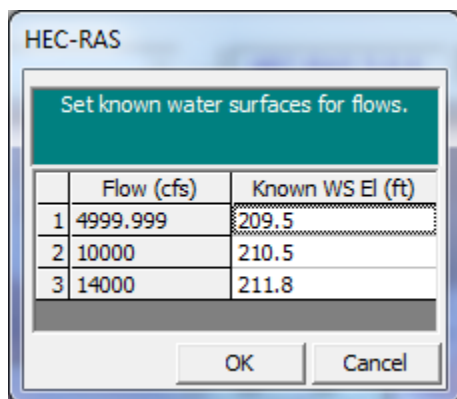 HEC-RAS
Set known water surfaces for flows.
Flow (cfs) Known WS El (ft)
1 4999.999 209.5
2 10000 210.5
3 14000 211.8
OK Cancel